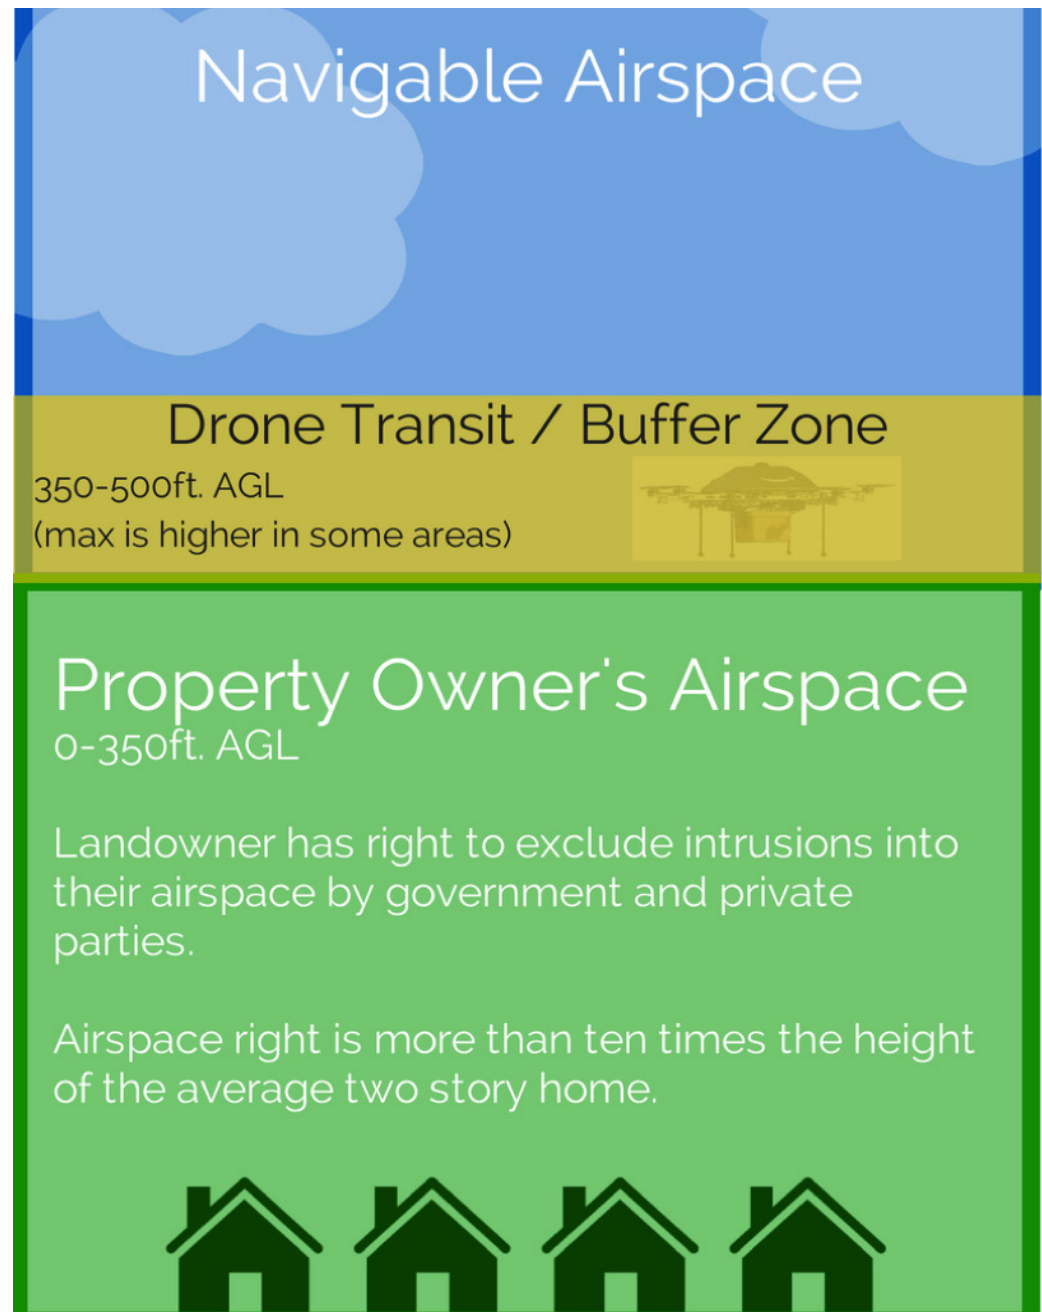 Navigable Airspace
Drone Transit / Buffer Zone
350-500ft. AGL
(max is higher in some areas)
Property Owner's Airspace
0-350ft. AGL
Landowner has right to exclude intrusions into
their airspace by government and private
parties.
Airspace right is more than ten times the height
of the average two story home.